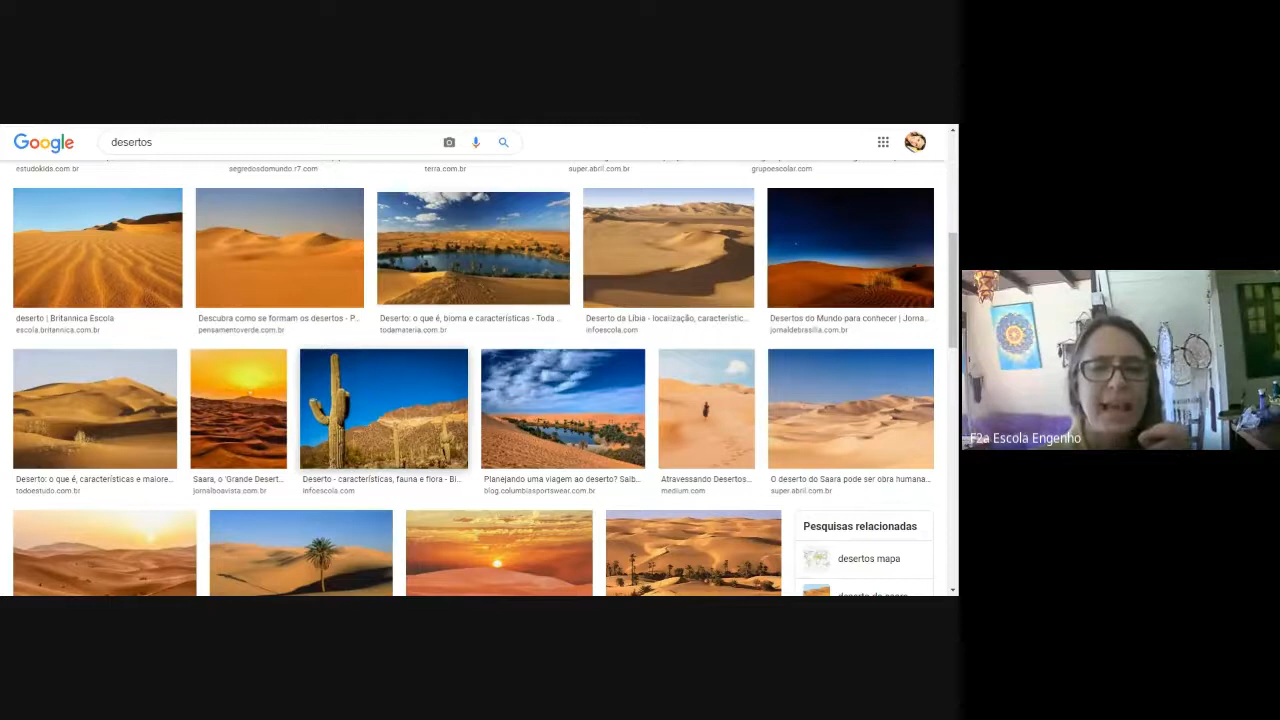 Google
desertos
estudokids.com.br
segredosdomundo.r7.com
terra.com.br
super.abril.com.br
grupoescolar.com
deserto | Britannica Escola
escola.britannica.com.br
Descubra como se formam os desertos - P...
pensamentoverde.com.br
Deserto: o que é, bioma e características - Toda ...
todamateria.com.br
Deserto da Líbia - localização, característic...
infoescola.com
Desertos do Mundo para conhecer | Jorna...
jornaldebrasilia.com.br
Deserto: o que é, características e maiore...
todoestudo.com.br
Saara, o 'Grande Desert...
jornalboavista.com.br
Deserto - características, fauna e flora - Bi...
infoescola.com
Planejando uma viagem ao deserto? Saib...
blog.columbiasportswear.com.br
Atravessando Desertos...
medium.com
O deserto do Saara pode ser obra humana...
super.abril.com.br
Pesquisas relacionadas
desertos mapa
F2a Escola Engenho